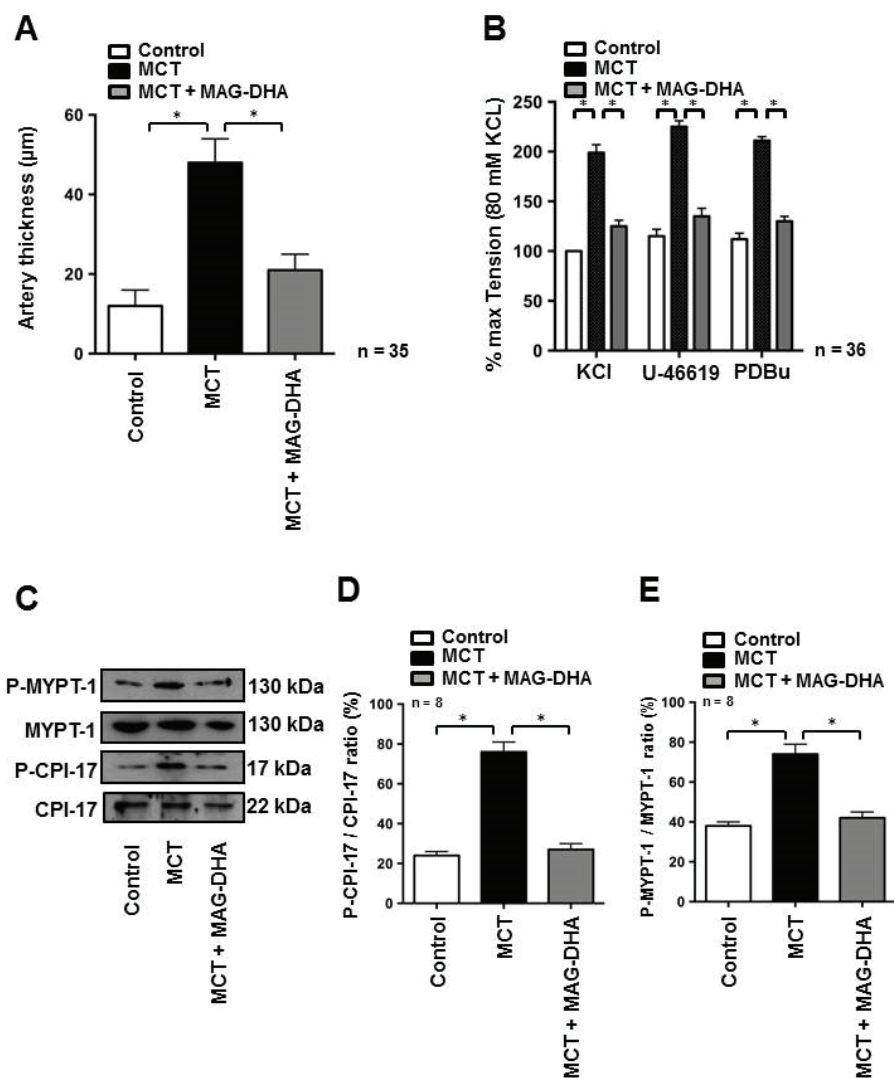 A
Control
MCT
MCT + MAG-DHA
Artery thickness (µm)
60
40
20
0
*
*
n = 35
Control
MCT
MCT + MAG-DHA
B
Control
MCT
MCT + MAG-DHA
% max Tension (80 mM KCL)
250
200
150
100
50
0
* * * * * *
n = 36
KCl U-46619 PDBu
C
P-MYPT-1 130 kDa
MYPT-1 130 kDa
P-CPI-17 17 kDa
CPI-17 22 kDa
Control
MCT
MCT + MAG-DHA
D
Control
MCT
MCT + MAG-DHA
P-CPI-17 / CPI-17 ratio (%)
100
80
60
40
20
0
n = 8
*
*
Control
MCT
MCT + MAG-DHA
E
Control
MCT
MCT + MAG-DHA
P-MYPT-1 / MYPT-1 ratio (%)
100
80
60
40
20
0
n = 8
*
*
Control
MCT
MCT + MAG-DHA